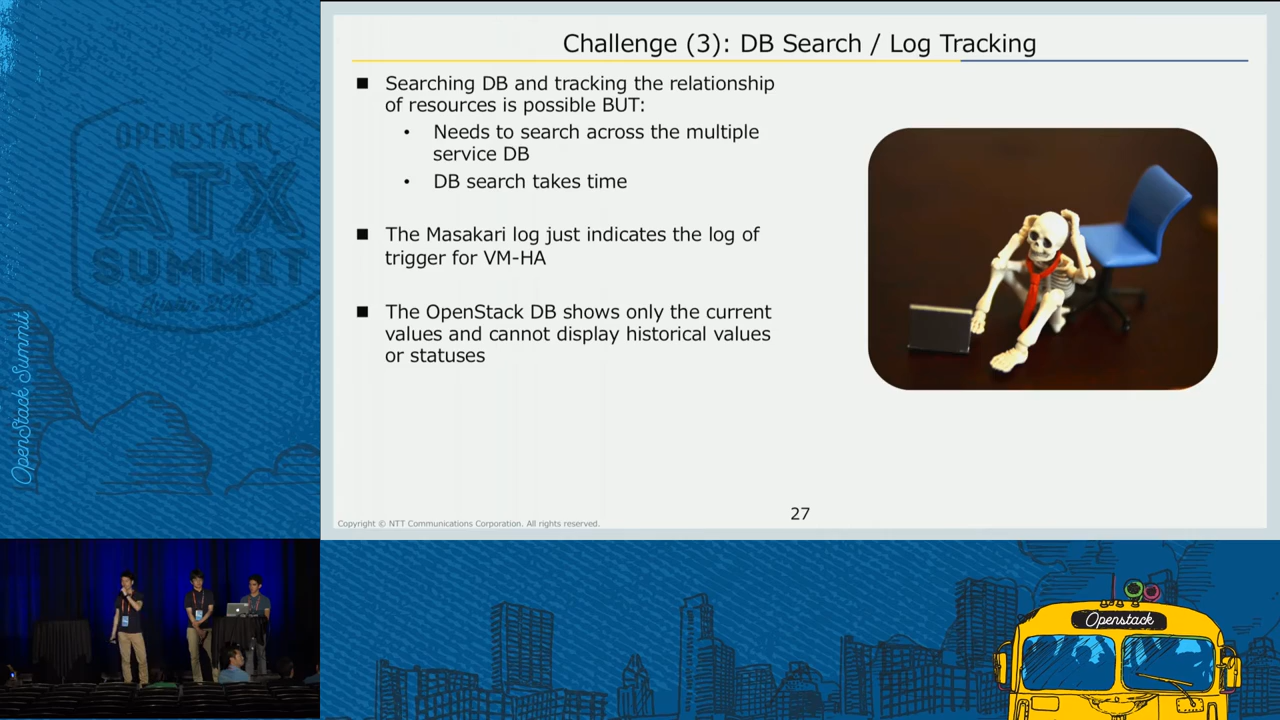 Challenge (3): DB Search / Log Tracking
■ Searching DB and tracking the relationship
of resources is possible BUT:
• Needs to search across the multiple
service DB
• DB search takes time
■ The Masakari log just indicates the log of
trigger for VM-HA
■ The OpenStack DB shows only the current
values and cannot display historical values
or statuses
27
Copyright © NTT Communications Corporation. All rights reserved.
OPENSTACK
ATX
SUMMIT
Austin 2016
OpenStack Summit
Openstack